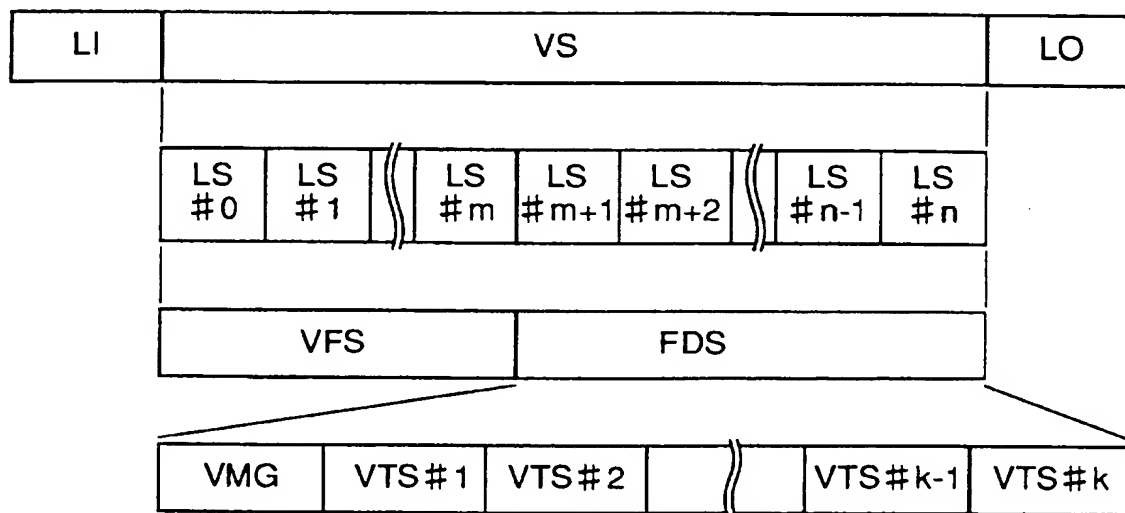 LI VS LO
LS LS LS LS LS LS LS
#0 #1 #m #m+1 #m+2 #n-1 #n
VFS FDS
VMG VTS#1 VTS#2 VTS#k-1 VTS#k